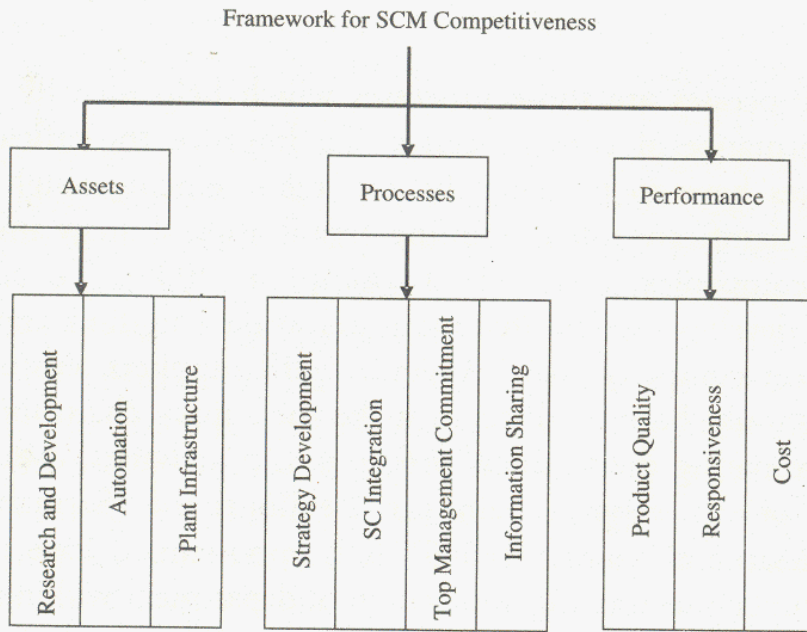 Framework for SCM Competitiveness
Assets
Processes
Performance
Research and Development
Automation
Plant Infrastructure
Strategy Development
SC Integration
Top Management Commitment
Information Sharing
Product Quality
Responsiveness
Cost